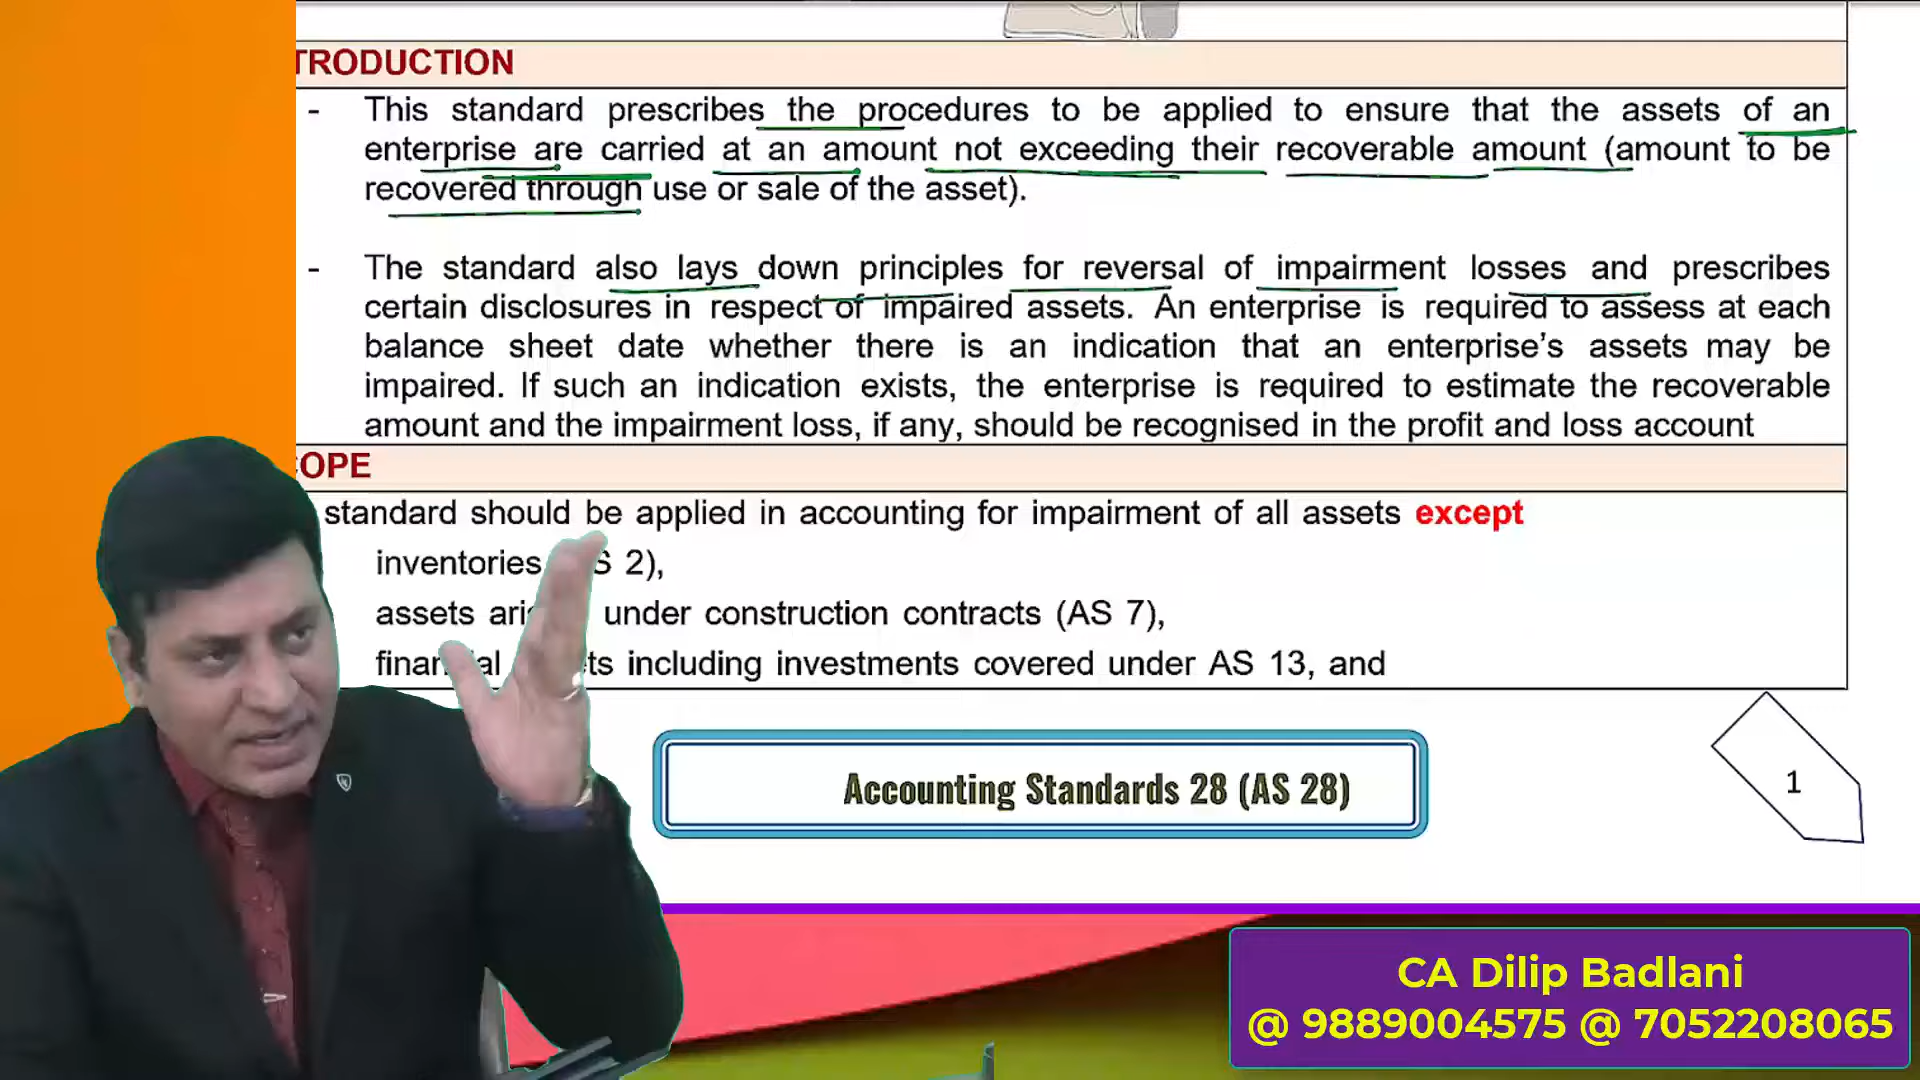 TRODUCTION
- This standard prescribes the procedures to be applied to ensure that the assets of an
enterprise are carried at an amount not exceeding their recoverable amount (amount to be
recovered through use or sale of the asset).
- The standard also lays down principles for reversal of impairment losses and prescribes
certain disclosures in respect of impaired assets. An enterprise is required to assess at each
balance sheet date whether there is an indication that an enterprise’s assets may be
impaired. If such an indication exists, the enterprise is required to estimate the recoverable
amount and the impairment loss, if any, should be recognised in the profit and loss account
OPE
standard should be applied in accounting for impairment of all assets except
inventories S 2),
assets under construction contracts (AS 7),
including investments covered under AS 13, and
Accounting Standards 28 (AS 28)
1
CA Dilip Badlani
@ 9889004575 @ 7052208065